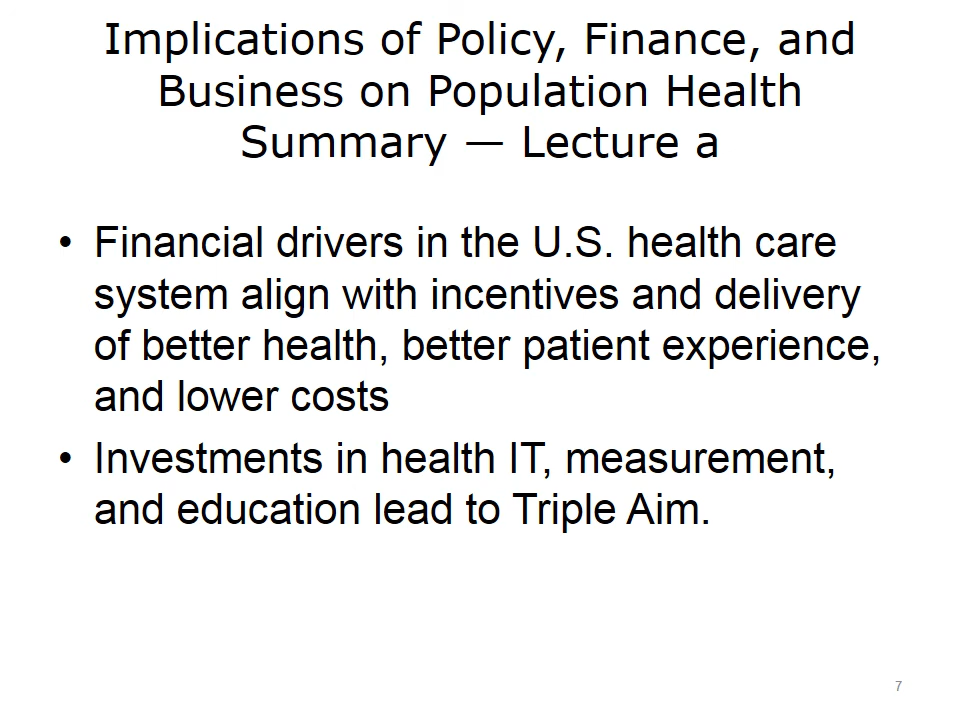 Implications of Policy, Finance, and
Business on Population Health
Summary — Lecture a
• Financial drivers in the U.S. health care
system align with incentives and delivery
of better health, better patient experience,
and lower costs
• Investments in health IT, measurement,
and education lead to Triple Aim.
7